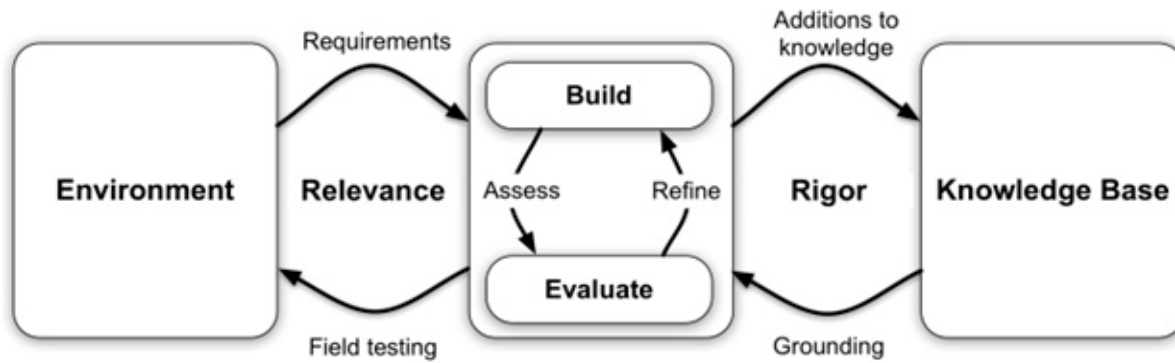 Requirements
Additions to
knowledge
Build
Environment
Relevance
Assess
Refine
Rigor
Knowledge Base
Evaluate
Field testing
Grounding